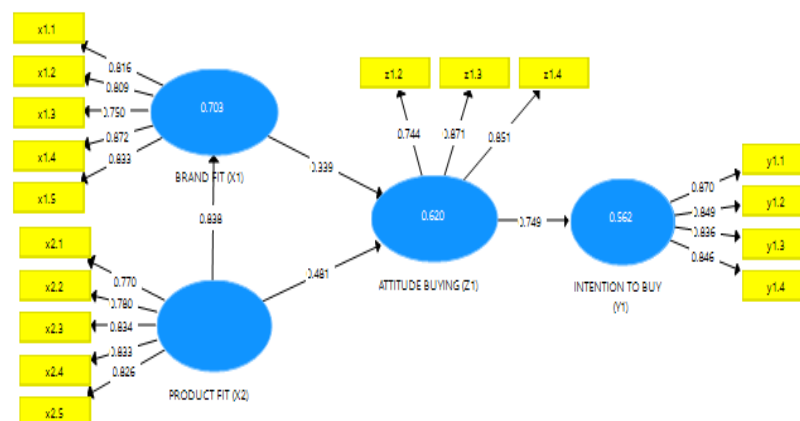 x1.1
x1.2
x1.3
x1.4
x1.5
0.816
0.809
0.750
0.872
0.833
0.703
BRAND FIT (X1)
0.838
x2.1
x2.2
x2.3
x2.4
x2.5
0.770
0.780
0.834
0.833
0.826
PRODUCT FIT (X2)
0.339
0.481
z1.2
z1.3
z1.4
0.744
0.871
0.851
0.620
ATTITUDE BUYING (Z1)
0.749
0.562
INTENTION TO BUY
(Y1)
0.870
0.849
0.836
0.846
y1.1
y1.2
y1.3
y1.4